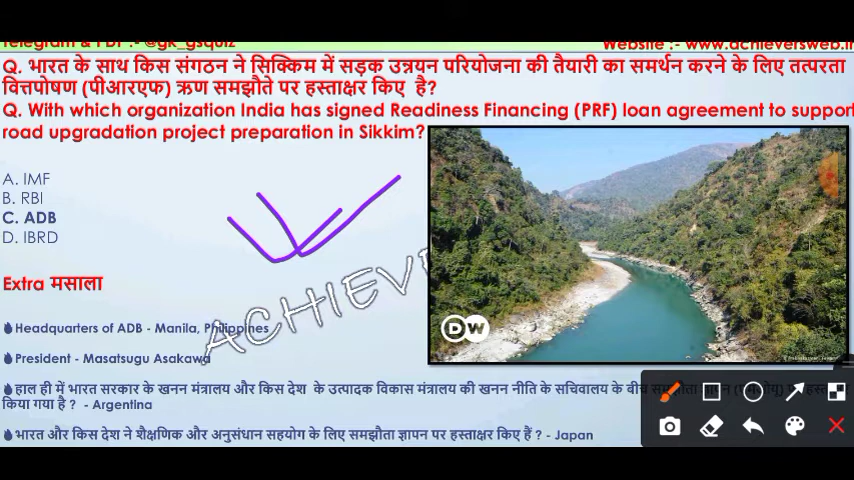 Telegram & PDF :- @gk_gsquiz
Website :- www.achieversweb.in
Q. भारत के साथ किस संगठन ने सिक्किम में सड़क उन्नयन परियोजना की तैयारी का समर्थन करने के लिए तत्परता
वित्तपोषण (पीआरएफ) ऋण समझौते पर हस्ताक्षर किए है?
Q. With which organization India has signed Readiness Financing (PRF) loan agreement to support
road upgradation project preparation in Sikkim?
A. IMF
B. RBI
C. ADB
D. IBRD
DW
Extra मसाला
ACHIEVE
Headquarters of ADB - Manila, Philippines
President - Masatsugu Asakawa
हाल ही में भारत सरकार के खनन मंत्रालय और किस देश के उत्पादक विकास मंत्रालय की खनन नीति के सचिवालय के बीच
किया गया है ? - Argentina
भारत और किस देश ने शैक्षणिक और अनुसंधान सहयोग के लिए समझौता ज्ञापन पर हस्ताक्षर किए हैं ? - Japan